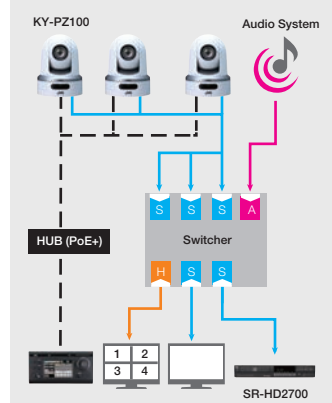 KY-PZ100
Audio System
S S S A
HUB (PoE+)
Switcher
H S S
1 2
3 4
SR-HD2700